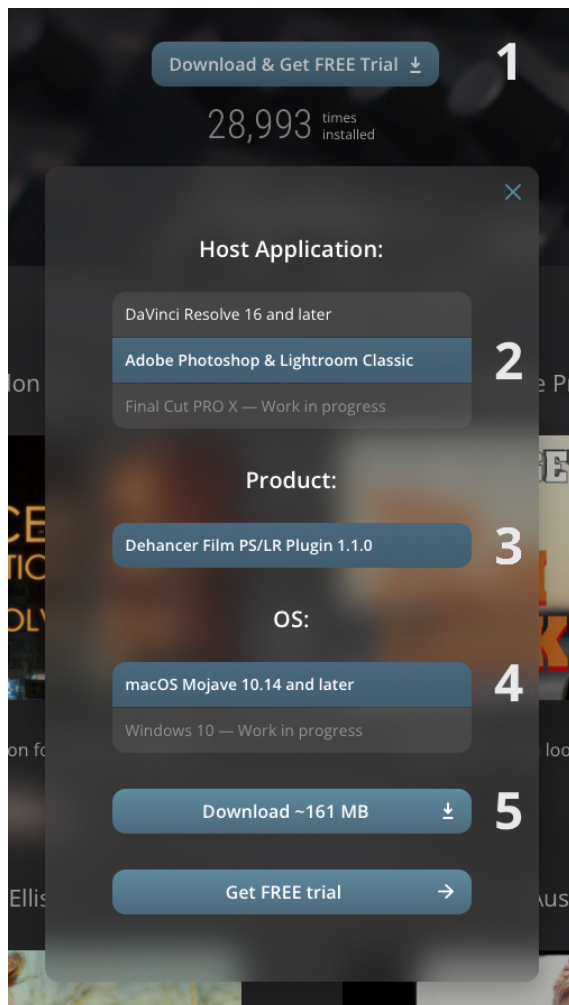 Download & Get FREE Trial
1
28,993 times installed
Host Application:
DaVinci Resolve 16 and later
Adobe Photoshop & Lightroom Classic
2
Final Cut PRO X — Work in progress
Product:
Dehancer Film PS/LR Plugin 1.1.0
3
OS:
macOS Mojave 10.14 and later
4
Windows 10 — Work in progress
Download ~161 MB
5
Get FREE trial